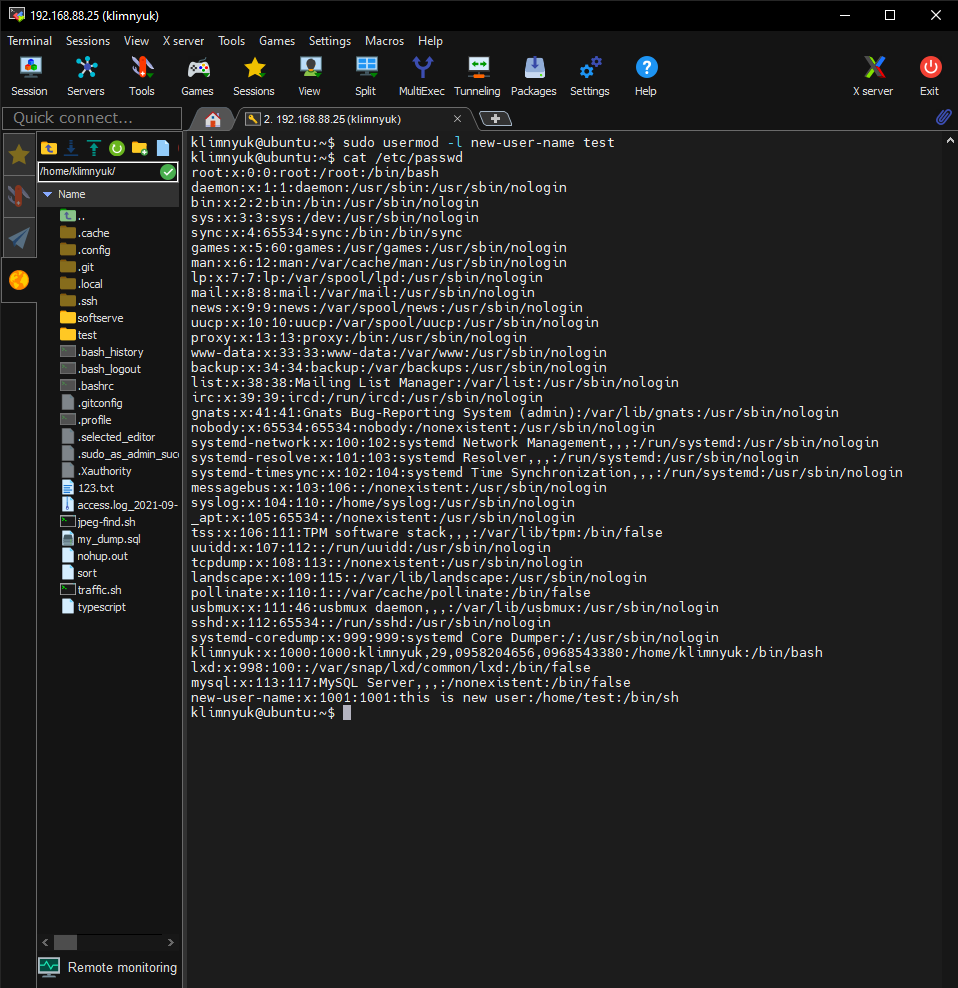 192.168.88.25 (klimnyuk)
Terminal Sessions View X server Tools Games Settings Macros Help
Session Servers Tools Games Sessions View Split MultiExec Tunneling Packages Settings Help X server Exit
Quick connect...
2. 192.168.88.25 (klimnyuk)
/home/klimnyuk/
Name
..
.cache
.config
.git
.local
.ssh
softserve
test
.bash_history
.bash_logout
.bashrc
.gitconfig
.profile
.selected_editor
.sudo_as_admin_succ
.Xauthority
123.txt
access.log_2021-09-
jpeg-find.sh
my_dump.sql
nohup.out
sort
traffic.sh
typescript
Remote monitoring
klimnyuk@ubuntu:~$ sudo usermod -l new-user-name test
klimnyuk@ubuntu:~$ cat /etc/passwd
root:x:0:0:root:/root:/bin/bash
daemon:x:1:1:daemon:/usr/sbin:/usr/sbin/nologin
bin:x:2:2:bin:/bin:/usr/sbin/nologin
sys:x:3:3:sys:/dev:/usr/sbin/nologin
sync:x:4:65534:sync:/bin:/bin/sync
games:x:5:60:games:/usr/games:/usr/sbin/nologin
man:x:6:12:man:/var/cache/man:/usr/sbin/nologin
lp:x:7:7:lp:/var/spool/lpd:/usr/sbin/nologin
mail:x:8:8:mail:/var/mail:/usr/sbin/nologin
news:x:9:9:news:/var/spool/news:/usr/sbin/nologin
uucp:x:10:10:uucp:/var/spool/uucp:/usr/sbin/nologin
proxy:x:13:13:proxy:/bin:/usr/sbin/nologin
www-data:x:33:33:www-data:/var/www:/usr/sbin/nologin
backup:x:34:34:backup:/var/backups:/usr/sbin/nologin
list:x:38:38:Mailing List Manager:/var/list:/usr/sbin/nologin
irc:x:39:39:ircd:/run/ircd:/usr/sbin/nologin
gnats:x:41:41:Gnats Bug-Reporting System (admin):/var/lib/gnats:/usr/sbin/nologin
nobody:x:65534:65534:nobody:/nonexistent:/usr/sbin/nologin
systemd-network:x:100:102:systemd Network Management,,,:/run/systemd:/usr/sbin/nologin
systemd-resolve:x:101:103:systemd Resolver,,,:/run/systemd:/usr/sbin/nologin
systemd-timesync:x:102:104:systemd Time Synchronization,,,:/run/systemd:/usr/sbin/nologin
messagebus:x:103:106::/nonexistent:/usr/sbin/nologin
syslog:x:104:110::/home/syslog:/usr/sbin/nologin
_apt:x:105:65534::/nonexistent:/usr/sbin/nologin
tss:x:106:111:TPM software stack,,,:/var/lib/tpm:/bin/false
uuidd:x:107:112::/run/uuidd:/usr/sbin/nologin
tcpdump:x:108:113::/nonexistent:/usr/sbin/nologin
landscape:x:109:115::/var/lib/landscape:/usr/sbin/nologin
pollinate:x:110:1::/var/cache/pollinate:/bin/false
usbmux:x:111:46:usbmux daemon,,,:/var/lib/usbmux:/usr/sbin/nologin
sshd:x:112:65534::/run/sshd:/usr/sbin/nologin
systemd-coredump:x:999:999:systemd Core Dumper:/:/usr/sbin/nologin
klimnyuk:x:1000:1000:klimnyuk,29,0958204656,0968543380:/home/klimnyuk:/bin/bash
lxd:x:998:100::/var/snap/lxd/common/lxd:/bin/false
mysql:x:113:117:MySQL Server,,,:/nonexistent:/bin/false
new-user-name:x:1001:1001:this is new user:/home/test:/bin/sh
klimnyuk@ubuntu:~$